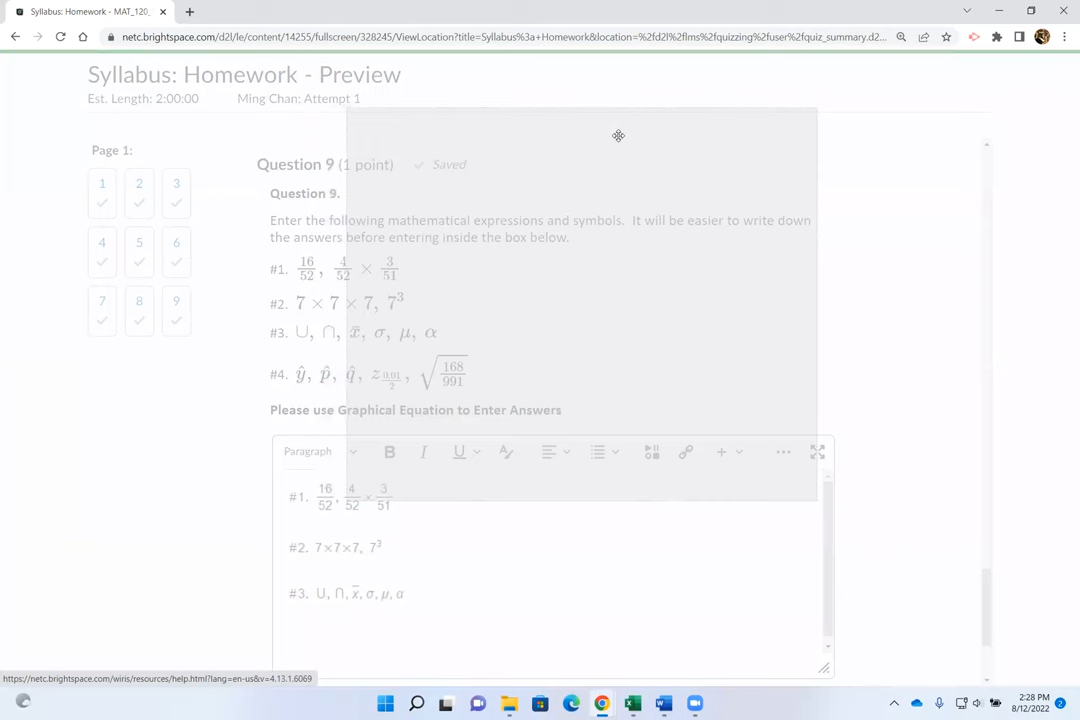 Syllabus: Homework - MAT_120_
netc.brightspace.com/d2l/le/content/14255/fullscreen/328245/ViewLocation?title=Syllabus%3a+Homework&location=%2fd2l%2flms%2fquizzing%2fuser%2fquiz_summary.d2...
Syllabus: Homework - Preview
Est. Length: 2:00:00 Ming Chan: Attempt 1
Page 1:
1 2 3
4 5 6
7 8 9
Question 9 (1 point) Saved
Question 9.
Enter the following mathematical expressions and symbols. It will be easier to write down
the answers before entering inside the box below.
#1. 16/52, 4/52 × 3/51
#2. 7 × 7 × 7, 7³
#3. ∪, ∩, x̄, σ, μ, α
#4. ŷ, p̂, q̂, z_(0.01/2), √(168/991)
Please use Graphical Equation to Enter Answers
Paragraph B I U
#1. 16/52, 4/52 × 3/51
#2. 7×7×7, 7³
#3. ∪, ∩, x̄, σ, μ, α
https://netc.brightspace.com/wiris/resources/help.html?lang=en-us&v=4.13.1.6069
2:28 PM
8/12/2022
2